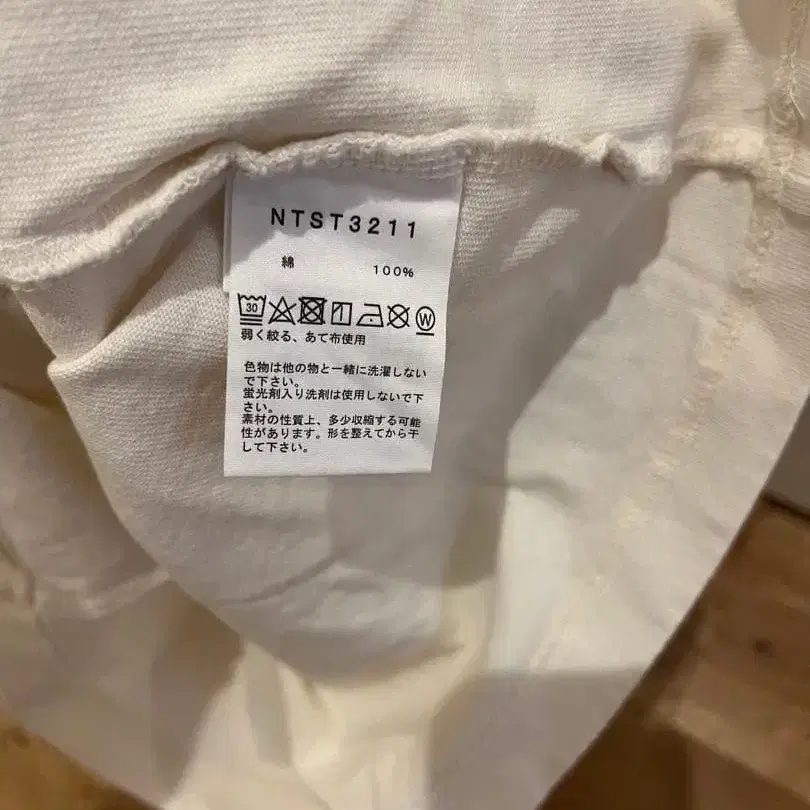 NTST3211
綿 100%
30 W
弱く絞る、あて布使用
色物は他の物と一緒に洗濯しない
で下さい。
蛍光剤入り洗剤は使用しないで下
さい。
素材の性質上、多少収縮する可能
性があります。形を整えてから干
して下さい。